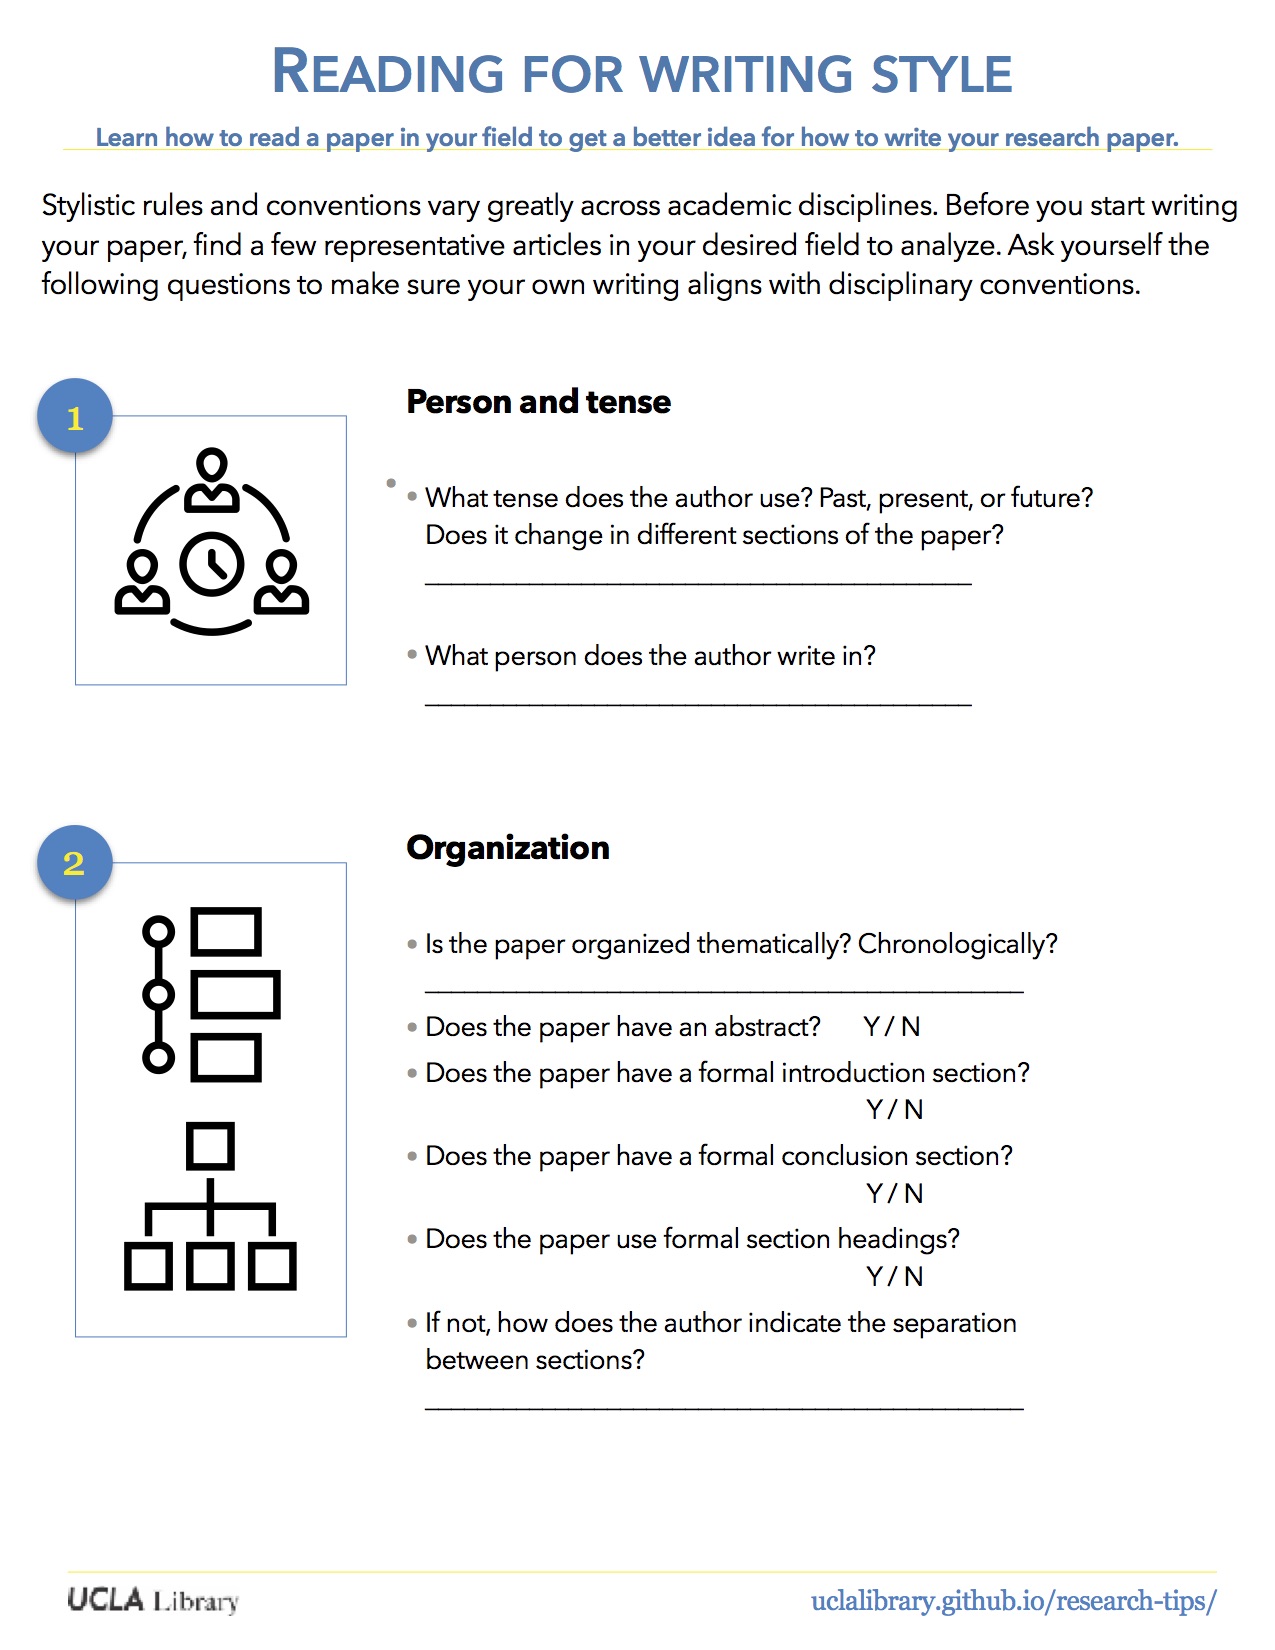 READING FOR WRITING STYLE
Learn how to read a paper in your field to get a better idea for how to write your research paper.
Stylistic rules and conventions vary greatly across academic disciplines. Before you start writing
your paper, find a few representative articles in your desired field to analyze. Ask yourself the
following questions to make sure your own writing aligns with disciplinary conventions.
1
Person and tense
• What tense does the author use? Past, present, or future?
Does it change in different sections of the paper?
• What person does the author write in?
2
Organization
• Is the paper organized thematically? Chronologically?
• Does the paper have an abstract? Y / N
• Does the paper have a formal introduction section?
Y / N
• Does the paper have a formal conclusion section?
Y / N
• Does the paper use formal section headings?
Y / N
• If not, how does the author indicate the separation
between sections?
UCLA Library
uclalibrary.github.io/research-tips/